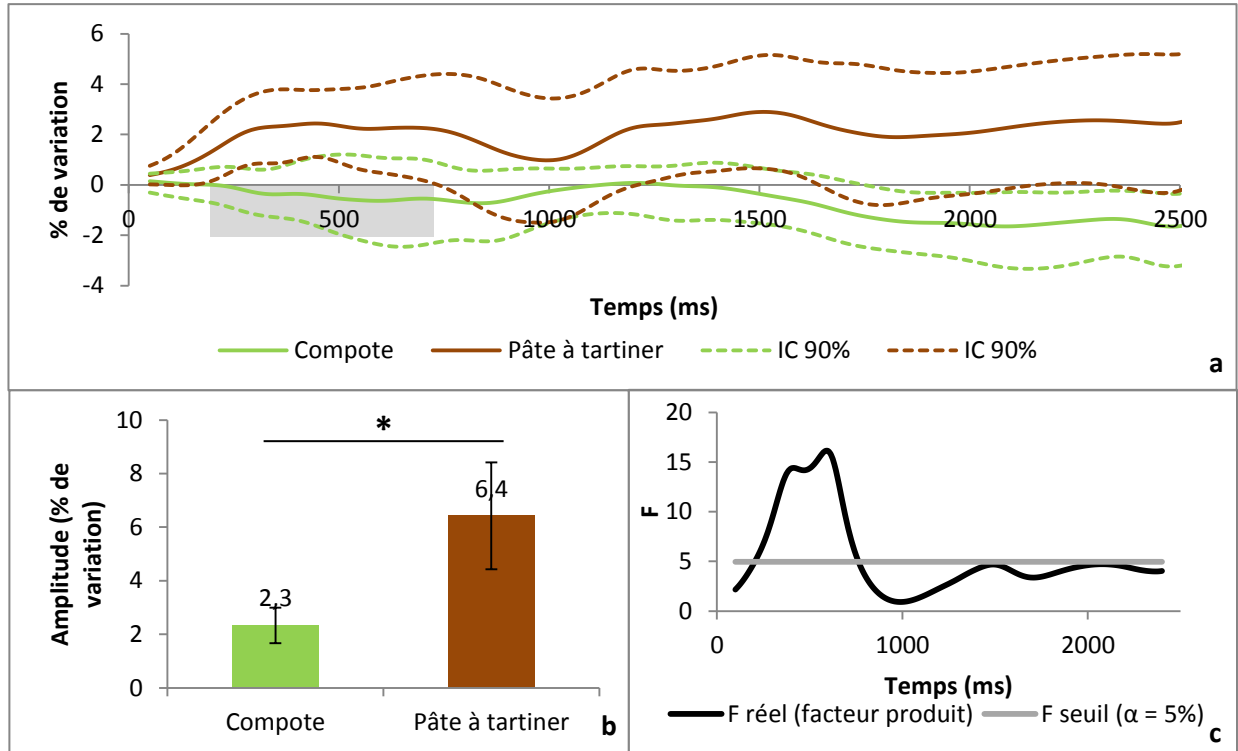 6
4
2
0
-2
-4
% de variation
0 500 1000 1500 2000 2500
Temps (ms)
Compote Pâte à tartiner IC 90% IC 90%
a
10
8
6
4
2
0
Amplitude (% de
variation)
*
2,3
6,4
Compote Pâte à tartiner
b
20
15
10
5
0
F
0 1000 2000
Temps (ms)
F réel (facteur produit) F seuil (α = 5%)
c